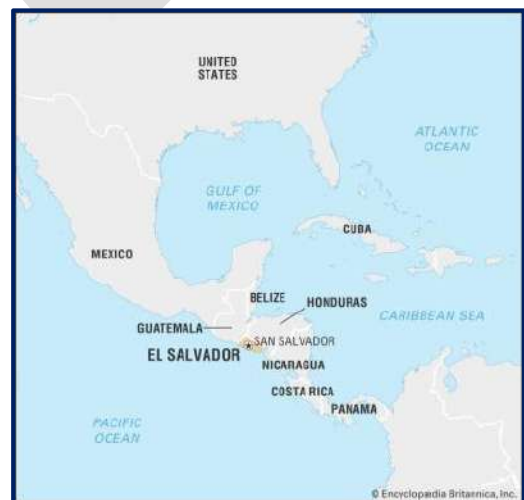 UNITED
STATES
ATLANTIC
OCEAN
GULF OF
MEXICO
CUBA
MEXICO
BELIZE
HONDURAS
CARIBBEAN SEA
GUATEMALA
SAN SALVADOR
EL SALVADOR
NICARAGUA
COSTA RICA
PANAMA
PACIFIC
OCEAN
© Encyclopædia Britannica, Inc.